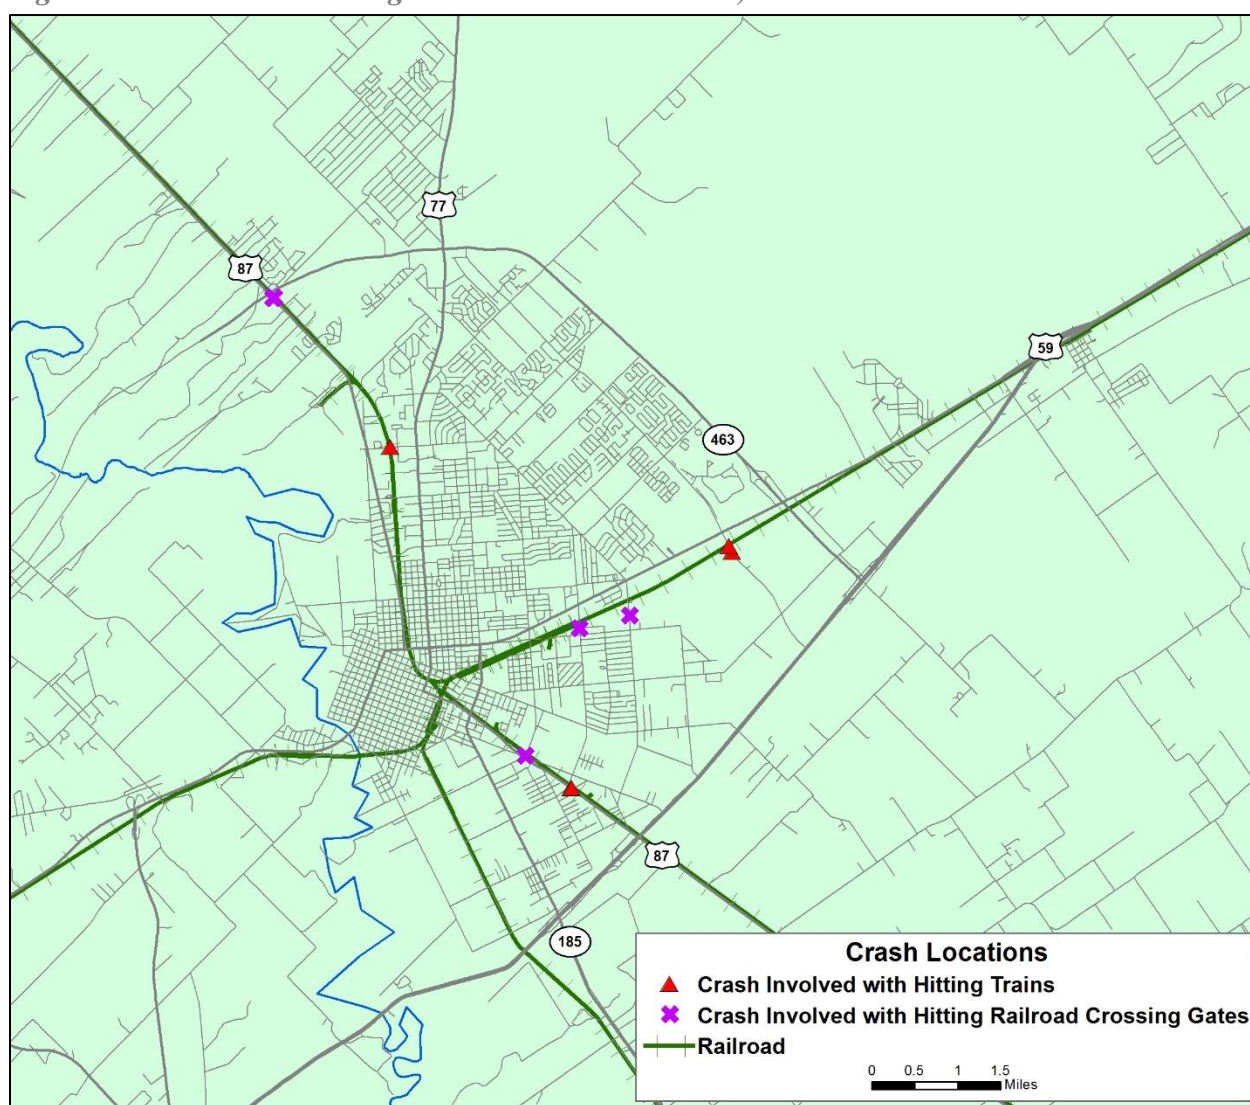 77
87
59
463
87
185
Crash Locations
Crash Involved with Hitting Trains
Crash Involved with Hitting Railroad Crossing Gates
Railroad
0 0.5 1 1.5
Miles